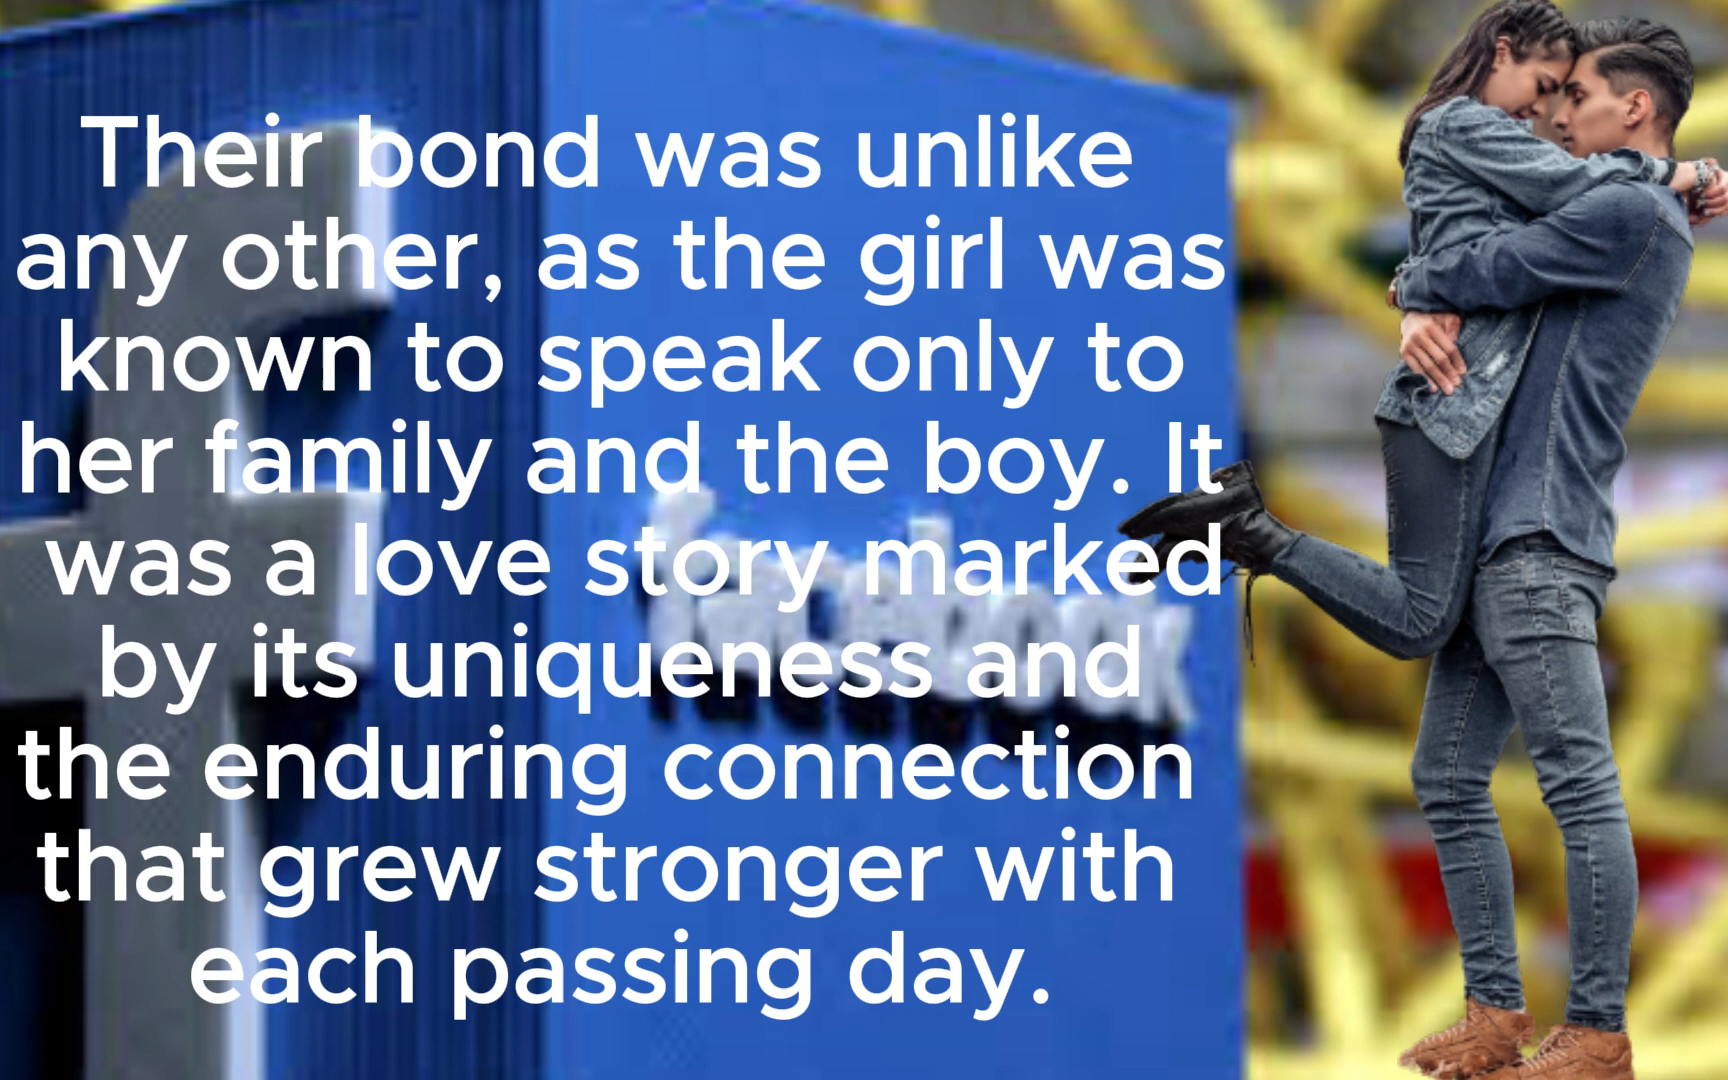 Their bond was unlike
any other, as the girl was
known to speak only to
her family and the boy. It
was a love story marked
by its uniqueness and
the enduring connection
that grew stronger with
each passing day.
f
facebook